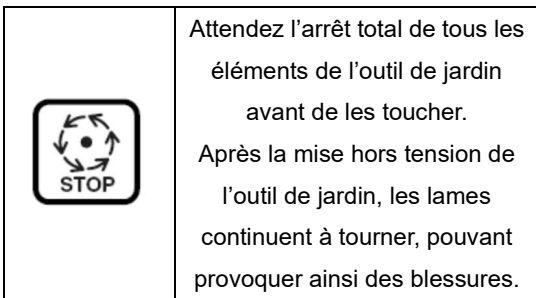 STOP
Attendez l'arrêt total de tous les
éléments de l'outil de jardin
avant de les toucher.
Après la mise hors tension de
l'outil de jardin, les lames
continuent à tourner, pouvant
provoquer ainsi des blessures.